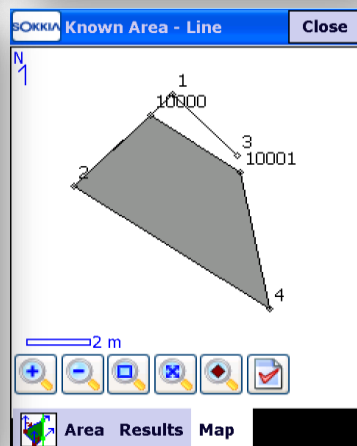 SOKKIA Known Area - Line Close
N
1
10000
3
10001
2
4
2 m
Area Results Map